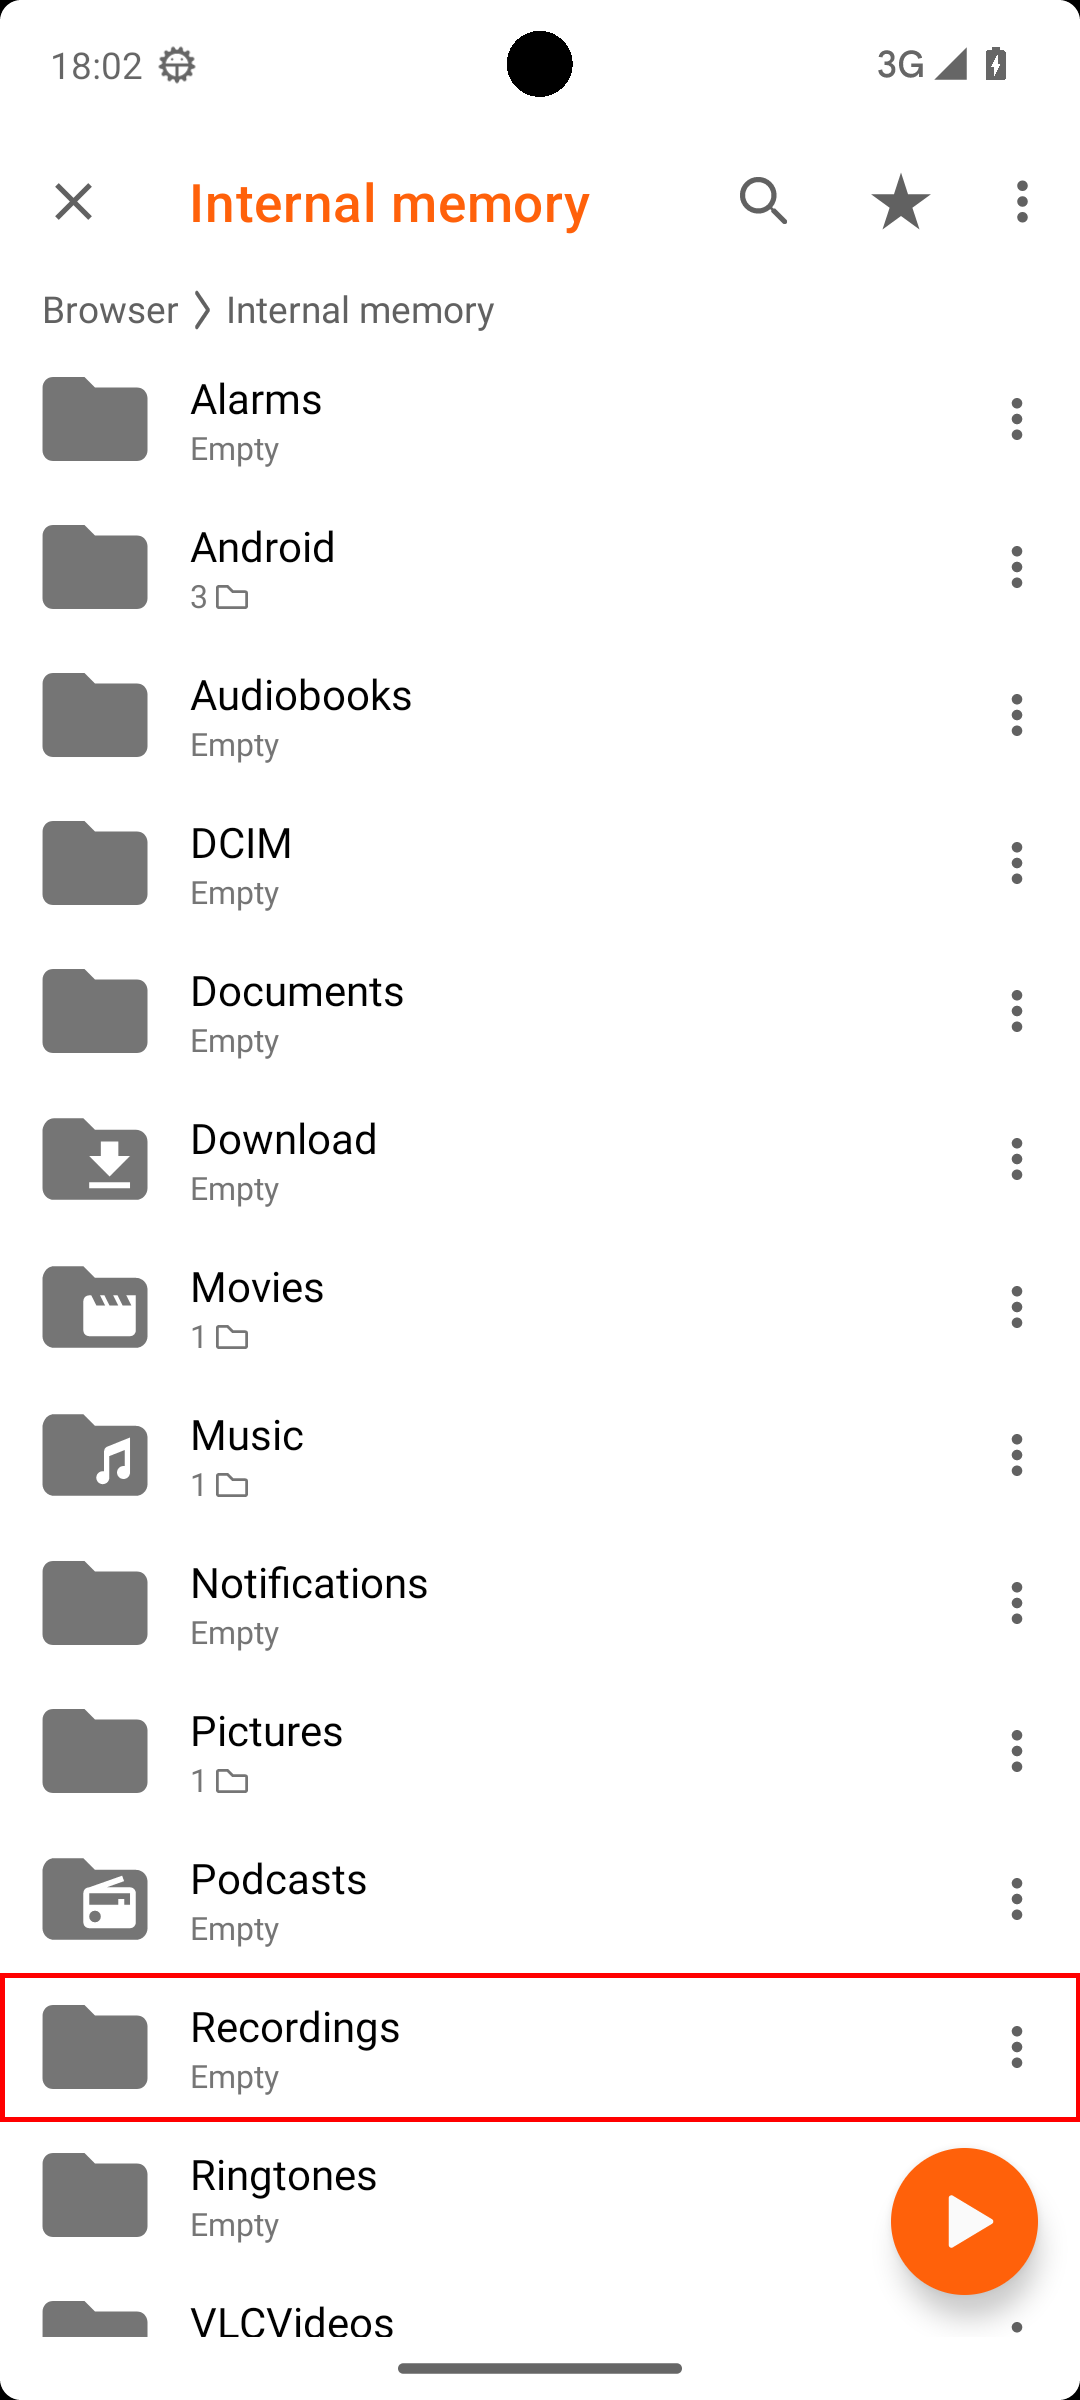 18:02
3G
Internal memory
Browser
Internal memory
Alarms
Empty
Android
3
Audiobooks
Empty
DCIM
Empty
Documents
Empty
Download
Empty
Movies
1
Music
1
Notifications
Empty
Pictures
1
Podcasts
Empty
Recordings
Empty
Ringtones
Empty
VLCVideos